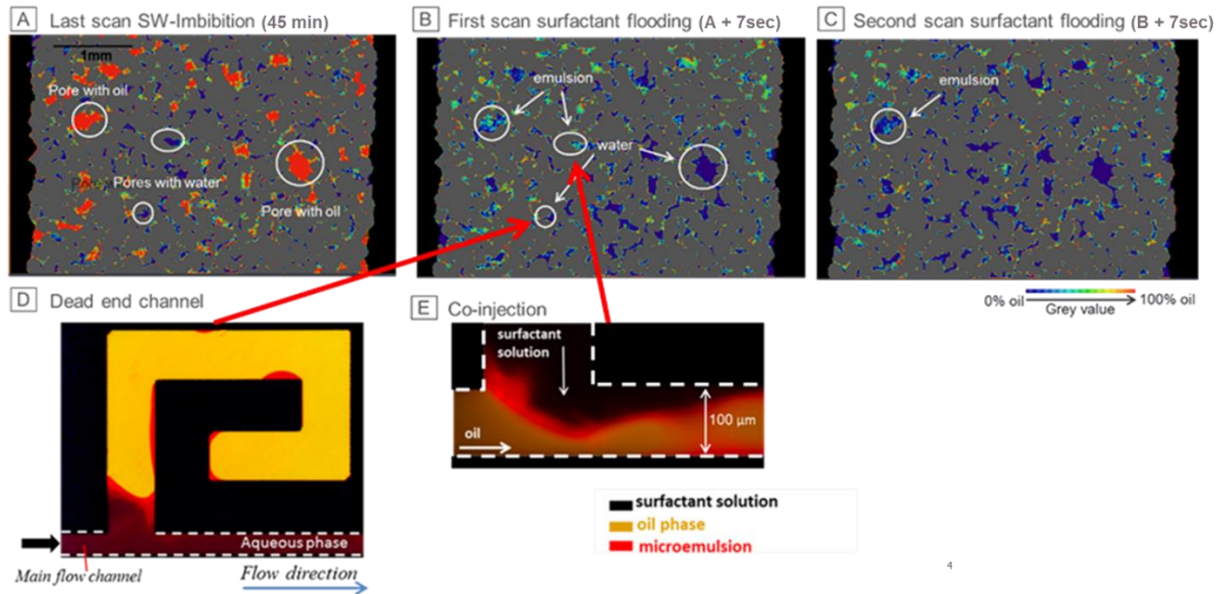 A Last scan SW-Imbibition (45 min)
1mm
Pore with oil
Pores with water
Pore with oil
B First scan surfactant flooding (A + 7sec)
emulsion
water
C Second scan surfactant flooding (B + 7sec)
emulsion
0% oil 100% oil
Grey value
D Dead end channel
Aqueous phase
Main flow channel
Flow direction
E Co-injection
surfactant
solution
oil
100 µm
surfactant solution
oil phase
microemulsion
4